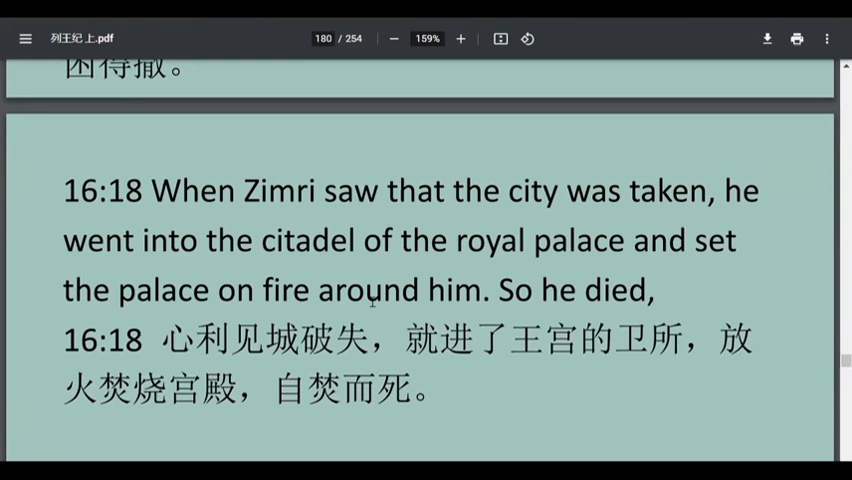 列王纪 上.pdf
180 / 254
159%
困得撒。
16:18 When Zimri saw that the city was taken, he
went into the citadel of the royal palace and set
the palace on fire around him. So he died,
16:18 心利见城破失，就进了王宫的卫所，放
火焚烧宫殿，自焚而死。